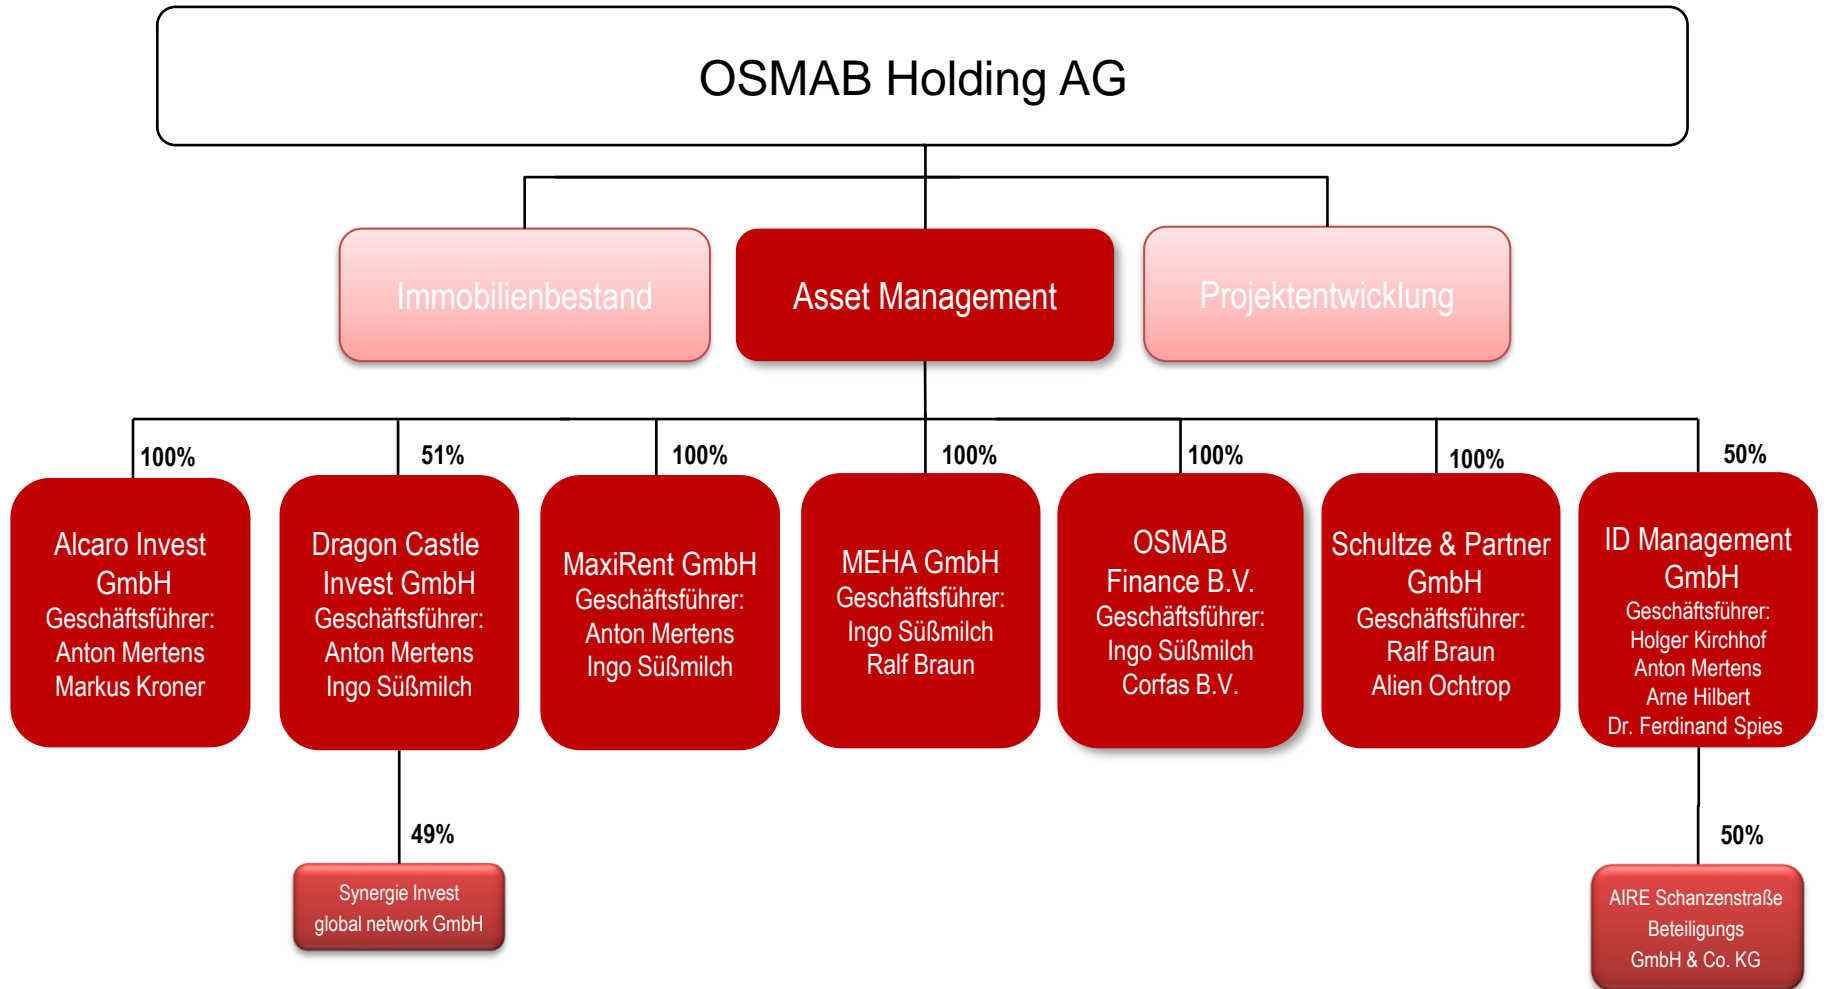 OSMAB Holding AG
Immobilienbestand
Asset Management
Projektentwicklung
100%
51%
100%
100%
100%
100%
50%
Alcaro Invest
GmbH
Geschäftsführer:
Anton Mertens
Markus Kroner
Dragon Castle
Invest GmbH
Geschäftsführer:
Anton Mertens
Ingo Süßmilch
MaxiRent GmbH
Geschäftsführer:
Anton Mertens
Ingo Süßmilch
MEHA GmbH
Geschäftsführer:
Ingo Süßmilch
Ralf Braun
OSMAB
Finance B.V.
Geschäftsführer:
Ingo Süßmilch
Corfas B.V.
Schultze & Partner
GmbH
Geschäftsführer:
Ralf Braun
Alien Ochtrop
ID Management
GmbH
Geschäftsführer:
Holger Kirchhof
Anton Mertens
Arne Hilbert
Dr. Ferdinand Spies
49%
50%
Synergie Invest
global network GmbH
AIRE Schanzenstraße
Beteiligungs
GmbH & Co. KG